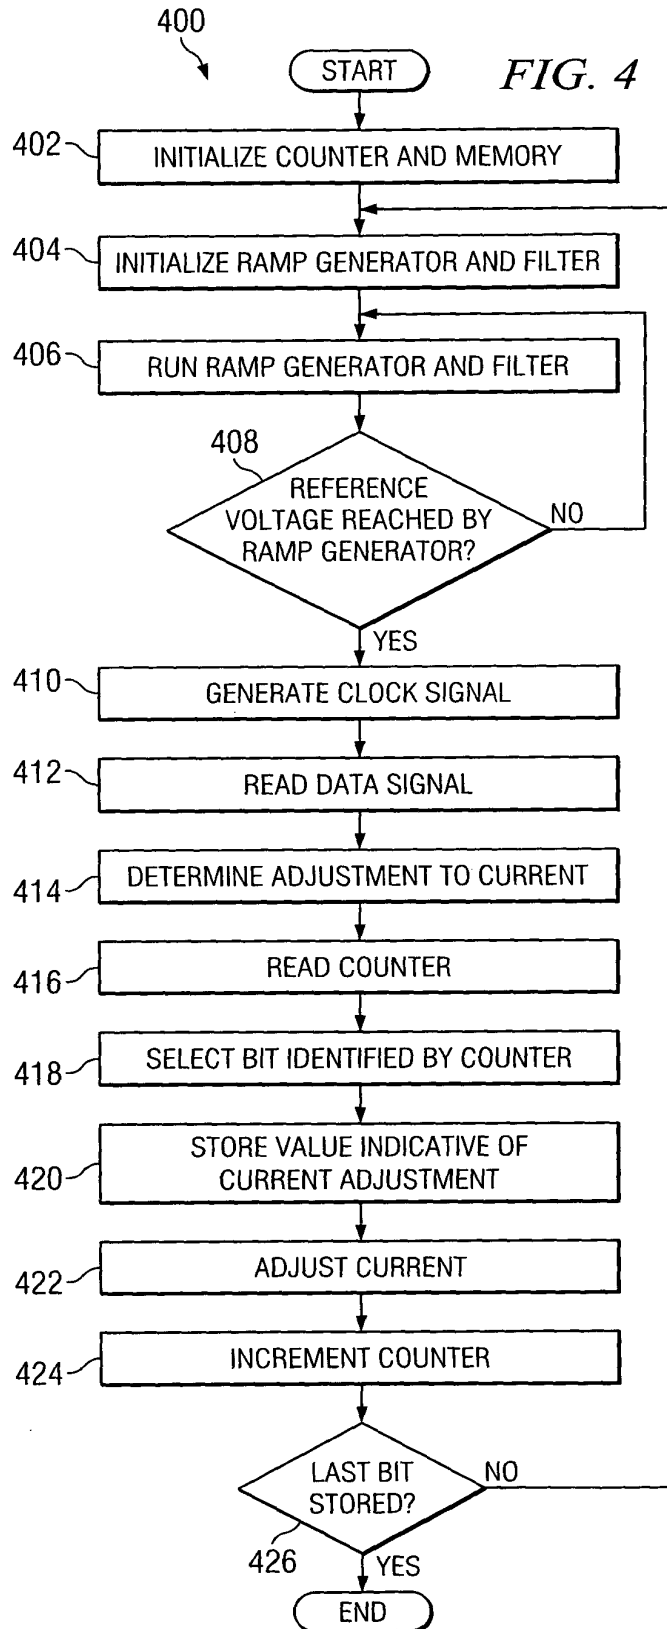 400
START
FIG. 4
402
INITIALIZE COUNTER AND MEMORY
404
INITIALIZE RAMP GENERATOR AND FILTER
406
RUN RAMP GENERATOR AND FILTER
408
REFERENCE
VOLTAGE REACHED BY
RAMP GENERATOR?
NO
YES
410
GENERATE CLOCK SIGNAL
412
READ DATA SIGNAL
414
DETERMINE ADJUSTMENT TO CURRENT
416
READ COUNTER
418
SELECT BIT IDENTIFIED BY COUNTER
420
STORE VALUE INDICATIVE OF
CURRENT ADJUSTMENT
422
ADJUST CURRENT
424
INCREMENT COUNTER
LAST BIT
STORED?
NO
426
YES
END